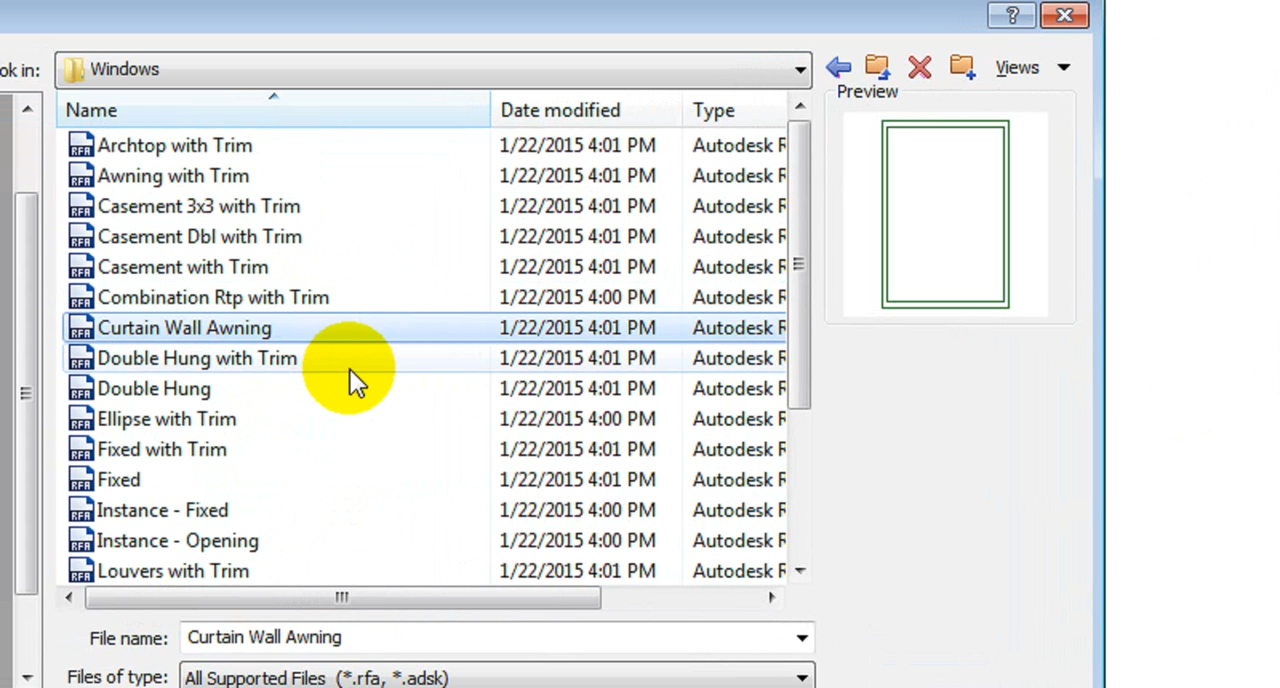 ok in: Windows Views
Preview
Name Date modified Type
Archtop with Trim 1/22/2015 4:01 PM Autodesk R
Awning with Trim 1/22/2015 4:01 PM Autodesk R
Casement 3x3 with Trim 1/22/2015 4:01 PM Autodesk R
Casement Dbl with Trim 1/22/2015 4:01 PM Autodesk R
Casement with Trim 1/22/2015 4:01 PM Autodesk R
Combination Rtp with Trim 1/22/2015 4:00 PM Autodesk R
Curtain Wall Awning 1/22/2015 4:01 PM Autodesk R
Double Hung with Trim 1/22/2015 4:01 PM Autodesk R
Double Hung 1/22/2015 4:01 PM Autodesk R
Ellipse with Trim 1/22/2015 4:00 PM Autodesk R
Fixed with Trim 1/22/2015 4:01 PM Autodesk R
Fixed 1/22/2015 4:01 PM Autodesk R
Instance - Fixed 1/22/2015 4:00 PM Autodesk R
Instance - Opening 1/22/2015 4:00 PM Autodesk R
Louvers with Trim 1/22/2015 4:01 PM Autodesk R
File name: Curtain Wall Awning
Files of type: All Supported Files (*.rfa, *.adsk)